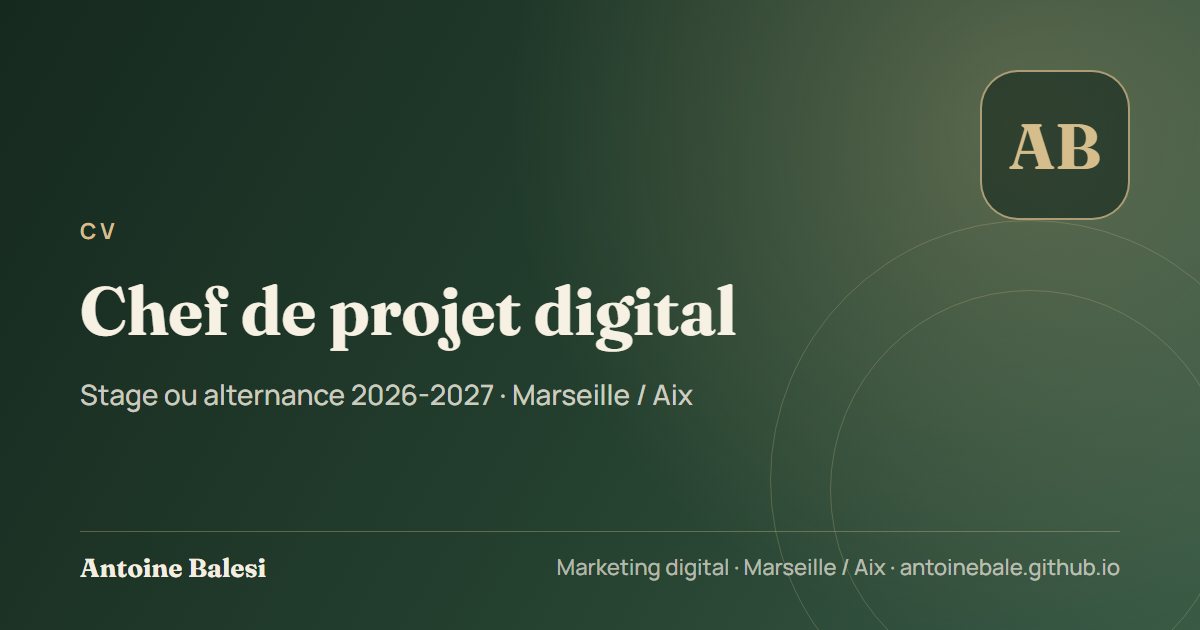 AB
CV
Chef de projet digital
Stage ou alternance 2026-2027 · Marseille / Aix
Antoine Balesi
Marketing digital · Marseille / Aix · antoinebale.github.io